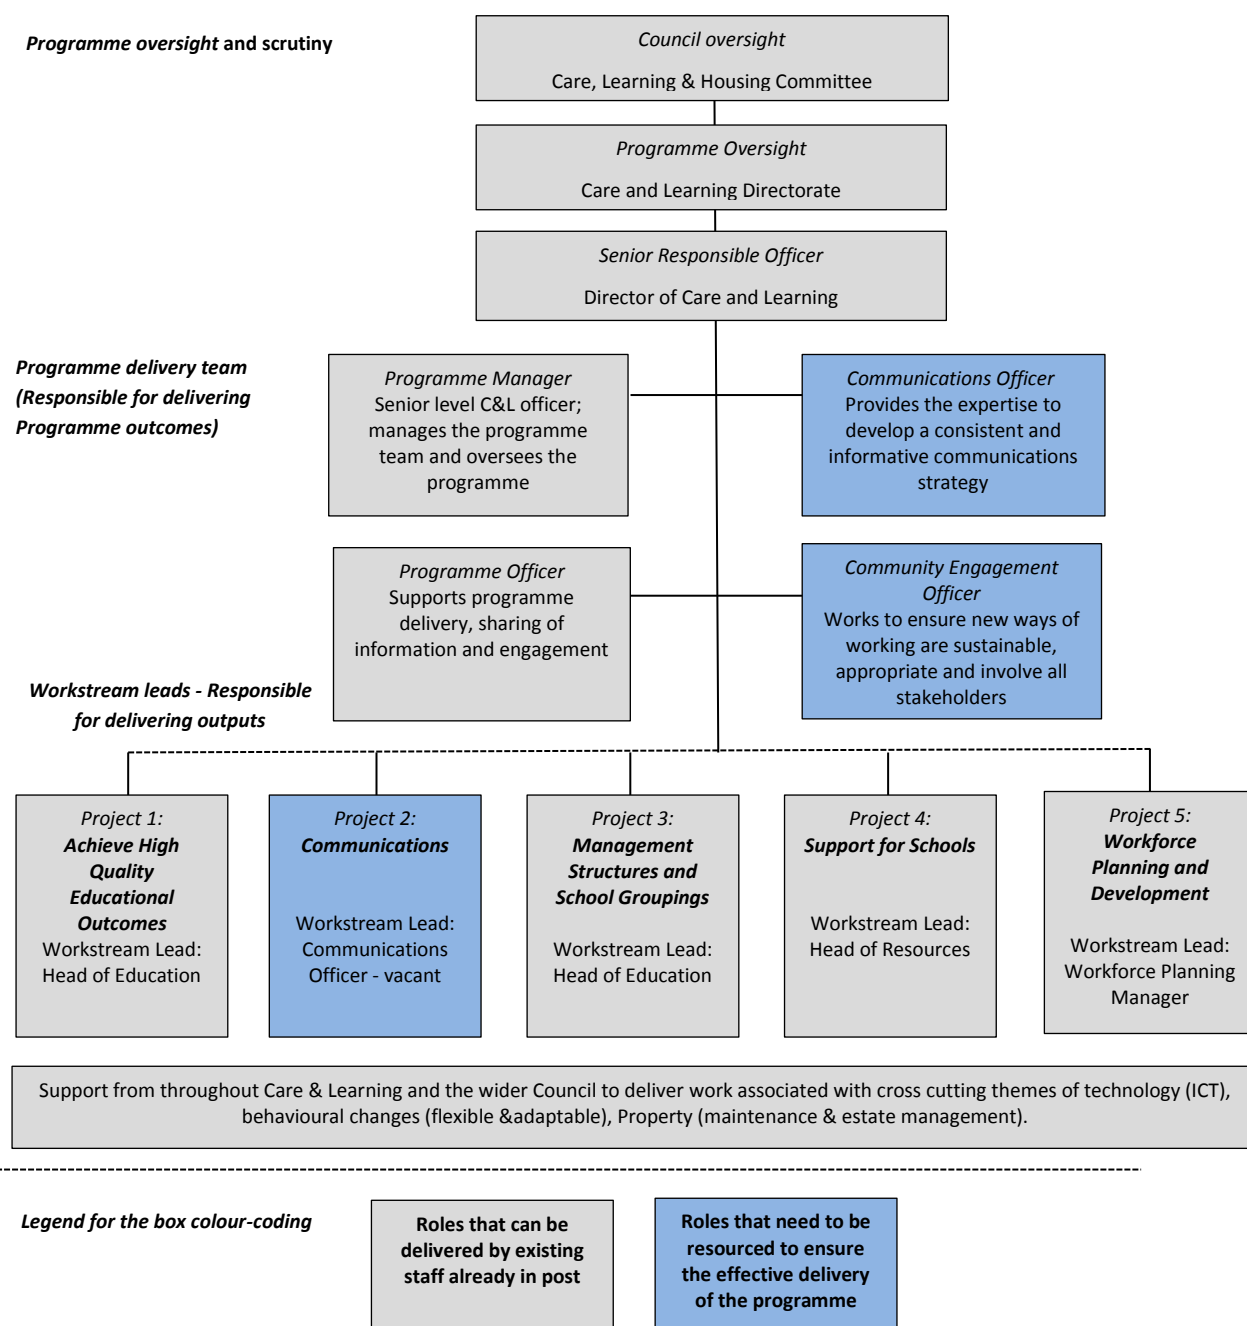 Programme oversight and scrutiny
Council oversight
Care, Learning & Housing Committee
Programme Oversight
Care and Learning Directorate
Senior Responsible Officer
Director of Care and Learning
Programme delivery team
(Responsible for delivering
Programme outcomes)
Programme Manager
Senior level C&L officer;
manages the programme
team and oversees the
programme
Communications Officer
Provides the expertise to
develop a consistent and
informative communications
strategy
Programme Officer
Supports programme
delivery, sharing of
information and engagement
Community Engagement
Officer
Works to ensure new ways of
working are sustainable,
appropriate and involve all
stakeholders
Workstream leads - Responsible
for delivering outputs
Project 1:
Achieve High
Quality
Educational
Outcomes
Workstream Lead:
Head of Education
Project 2:
Communications
Workstream Lead:
Communications
Officer - vacant
Project 3:
Management
Structures and
School Groupings
Workstream Lead:
Head of Education
Project 4:
Support for Schools
Workstream Lead:
Head of Resources
Project 5:
Workforce
Planning and
Development
Workstream Lead:
Workforce Planning
Manager
Support from throughout Care & Learning and the wider Council to deliver work associated with cross cutting themes of technology (ICT),
behavioural changes (flexible &adaptable), Property (maintenance & estate management).
Legend for the box colour-coding
Roles that can be
delivered by existing
staff already in post
Roles that need to be
resourced to ensure
the effective delivery
of the programme